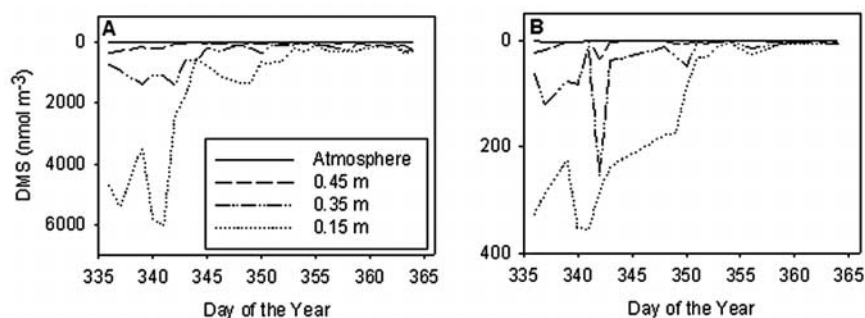 A
0
2000
4000
6000
DMS (nmol m-3)
Atmosphere
0.45 m
0.35 m
0.15 m
335 340 345 350 355 360 365
Day of the Year
B
0
200
400
335 340 345 350 355 360 365
Day of the Year